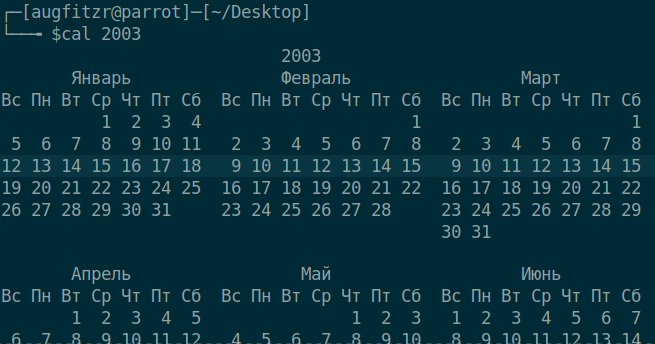 ┌─[augfitzr@parrot]─[~/Desktop]
└──╼ $cal 2003
                            2003
       Январь               Февраль                 Март
Вс Пн Вт Ср Чт Пт Сб  Вс Пн Вт Ср Чт Пт Сб  Вс Пн Вт Ср Чт Пт Сб
          1  2  3  4                     1                     1
 5  6  7  8  9 10 11   2  3  4  5  6  7  8   2  3  4  5  6  7  8
12 13 14 15 16 17 18   9 10 11 12 13 14 15   9 10 11 12 13 14 15
19 20 21 22 23 24 25  16 17 18 19 20 21 22  16 17 18 19 20 21 22
26 27 28 29 30 31     23 24 25 26 27 28     23 24 25 26 27 28 29
                                            30 31
       Апрель                 Май                   Июнь
Вс Пн Вт Ср Чт Пт Сб  Вс Пн Вт Ср Чт Пт Сб  Вс Пн Вт Ср Чт Пт Сб
       1  2  3  4  5               1  2  3   1  2  3  4  5  6  7
 6  7  8  9 10 11 12   4  5  6  7  8  9 10   8  9 10 11 12 13 14